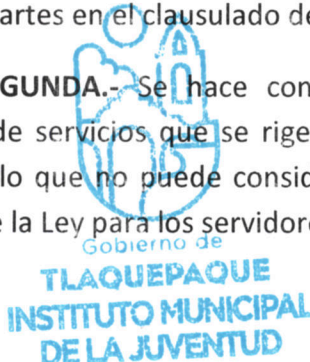 artes en el clausulado de
GUNDA.- Se hace con
de servicios que se rige
lo que no puede consid
e la Ley para los servidor
Gobierno de
TLAQUEPAQUE
INSTITUTO MUNICIPAL
DE LA JUVENTUD